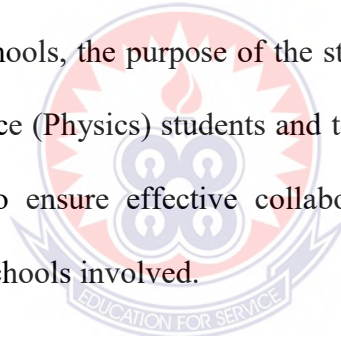 hools, the purpose of the st
ce (Physics) students and t
o ensure effective collabo
chools involved.
EDUCATION FOR SERVICE